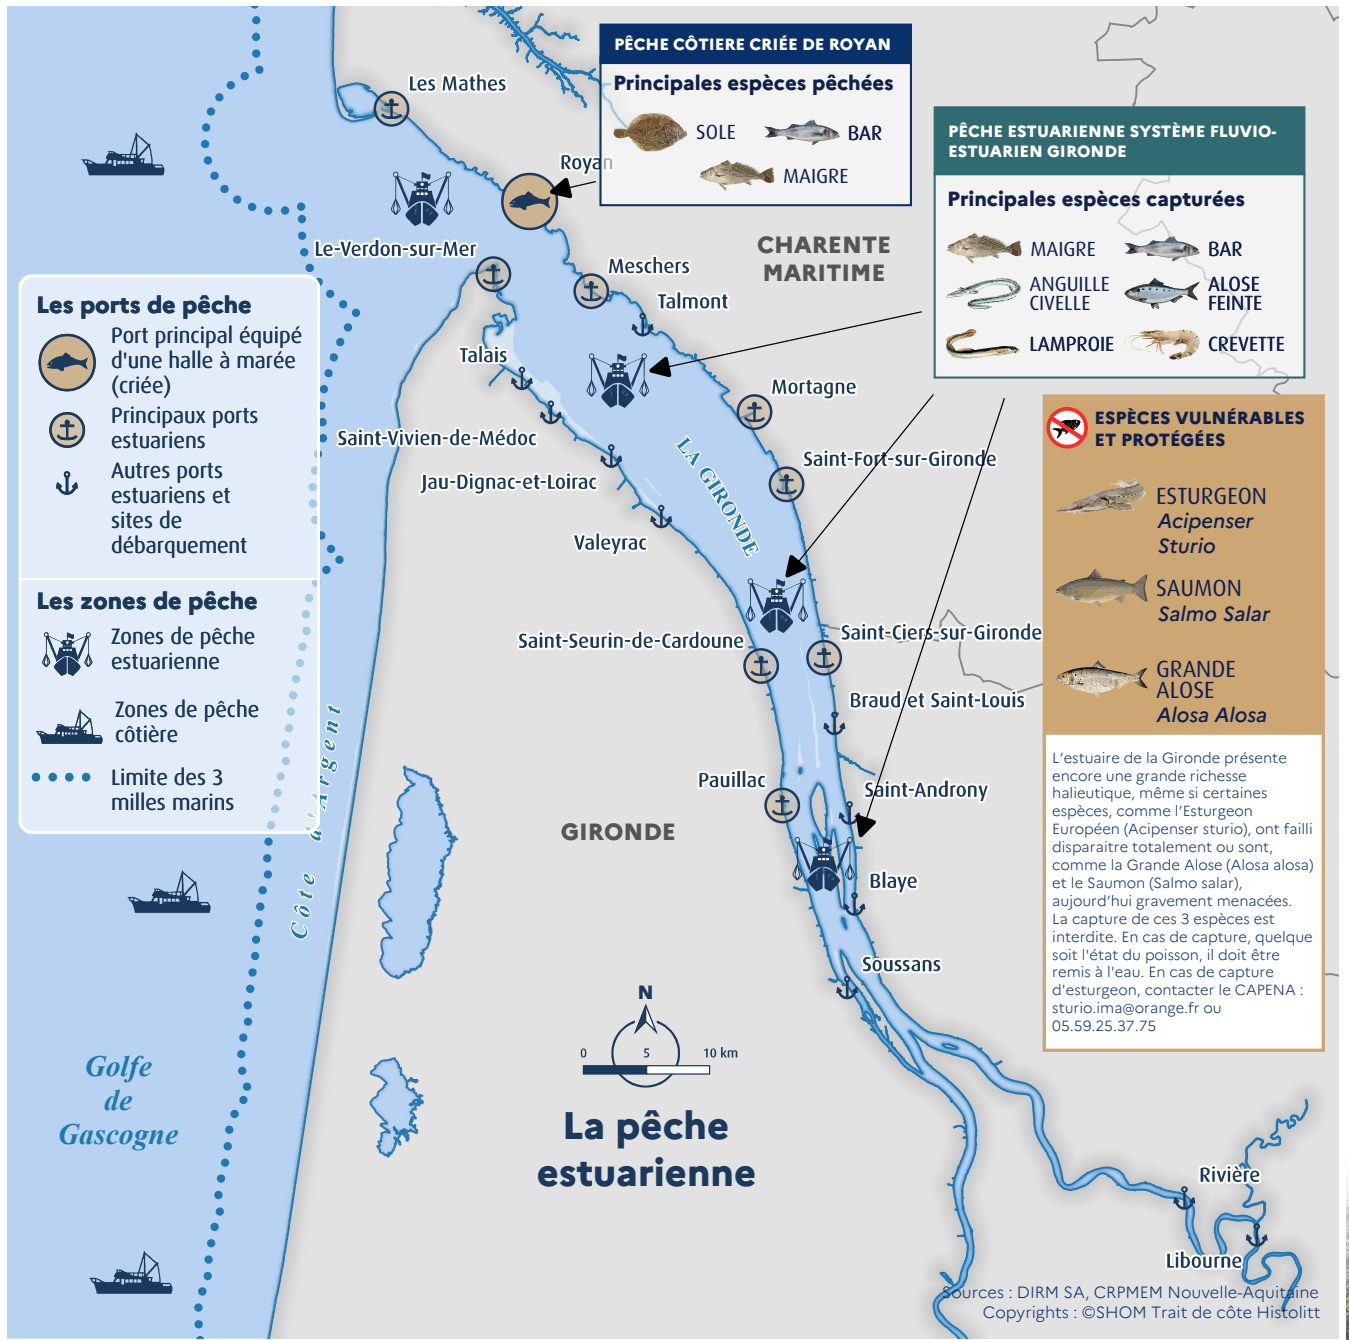 PÊCHE CÔTIERE CRIÉE DE ROYAN
Principales espèces pêchées
SOLE
BAR
MAIGRE
PÊCHE ESTUARIENNE SYSTÈME FLUVIO-
ESTUARIEN GIRONDE
Principales espèces capturées
MAIGRE
BAR
ANGUILLE
CIVELLE
ALOSE
FEINTE
LAMPROIE
CREVETTE
ESPÈCES VULNÉRABLES
ET PROTÉGÉES
ESTURGEON
Acipenser
Sturio
SAUMON
Salmo Salar
GRANDE
ALOSE
Alosa Alosa
L'estuaire de la Gironde présente
encore une grande richesse
halieutique, même si certaines
espèces, comme l'Esturgeon
Européen (Acipenser sturio), ont failli
disparaitre totalement ou sont,
comme la Grande Alose (Alosa alosa)
et le Saumon (Salmo salar),
aujourd'hui gravement menacées.
La capture de ces 3 espèces est
interdite. En cas de capture, quelque
soit l'état du poisson, il doit être
remis à l'eau. En cas de capture
d'esturgeon, contacter le CAPENA :
sturio.ima@orange.fr ou
05.59.25.37.75
Les ports de pêche
Port principal équipé
d'une halle à marée
(criée)
Principaux ports
estuariens
Autres ports
estuariens et
sites de
débarquement
Les zones de pêche
Zones de pêche
estuarienne
Zones de pêche
côtière
Limite des 3
milles marins
Les Mathes
Royan
Le-Verdon-sur-Mer
CHARENTE
MARITIME
Meschers
Talmont
Talais
Mortagne
Saint-Vivien-de-Médoc
LA GIRONDE
Saint-Fort-sur-Gironde
Jau-Dignac-et-Loirac
Valeyrac
Saint-Seurin-de-Cardoune
Saint-Ciers-sur-Gironde
Braud et Saint-Louis
Pauillac
Saint-Androny
GIRONDE
Blaye
Côte d'Argent
Soussans
N
0 5 10 km
Golfe
de
Gascogne
La pêche
estuarienne
Rivière
Libourne
Sources : DIRM SA, CRPMEM Nouvelle-Aquitaine
Copyrights : ©SHOM Trait de côte Histolitt